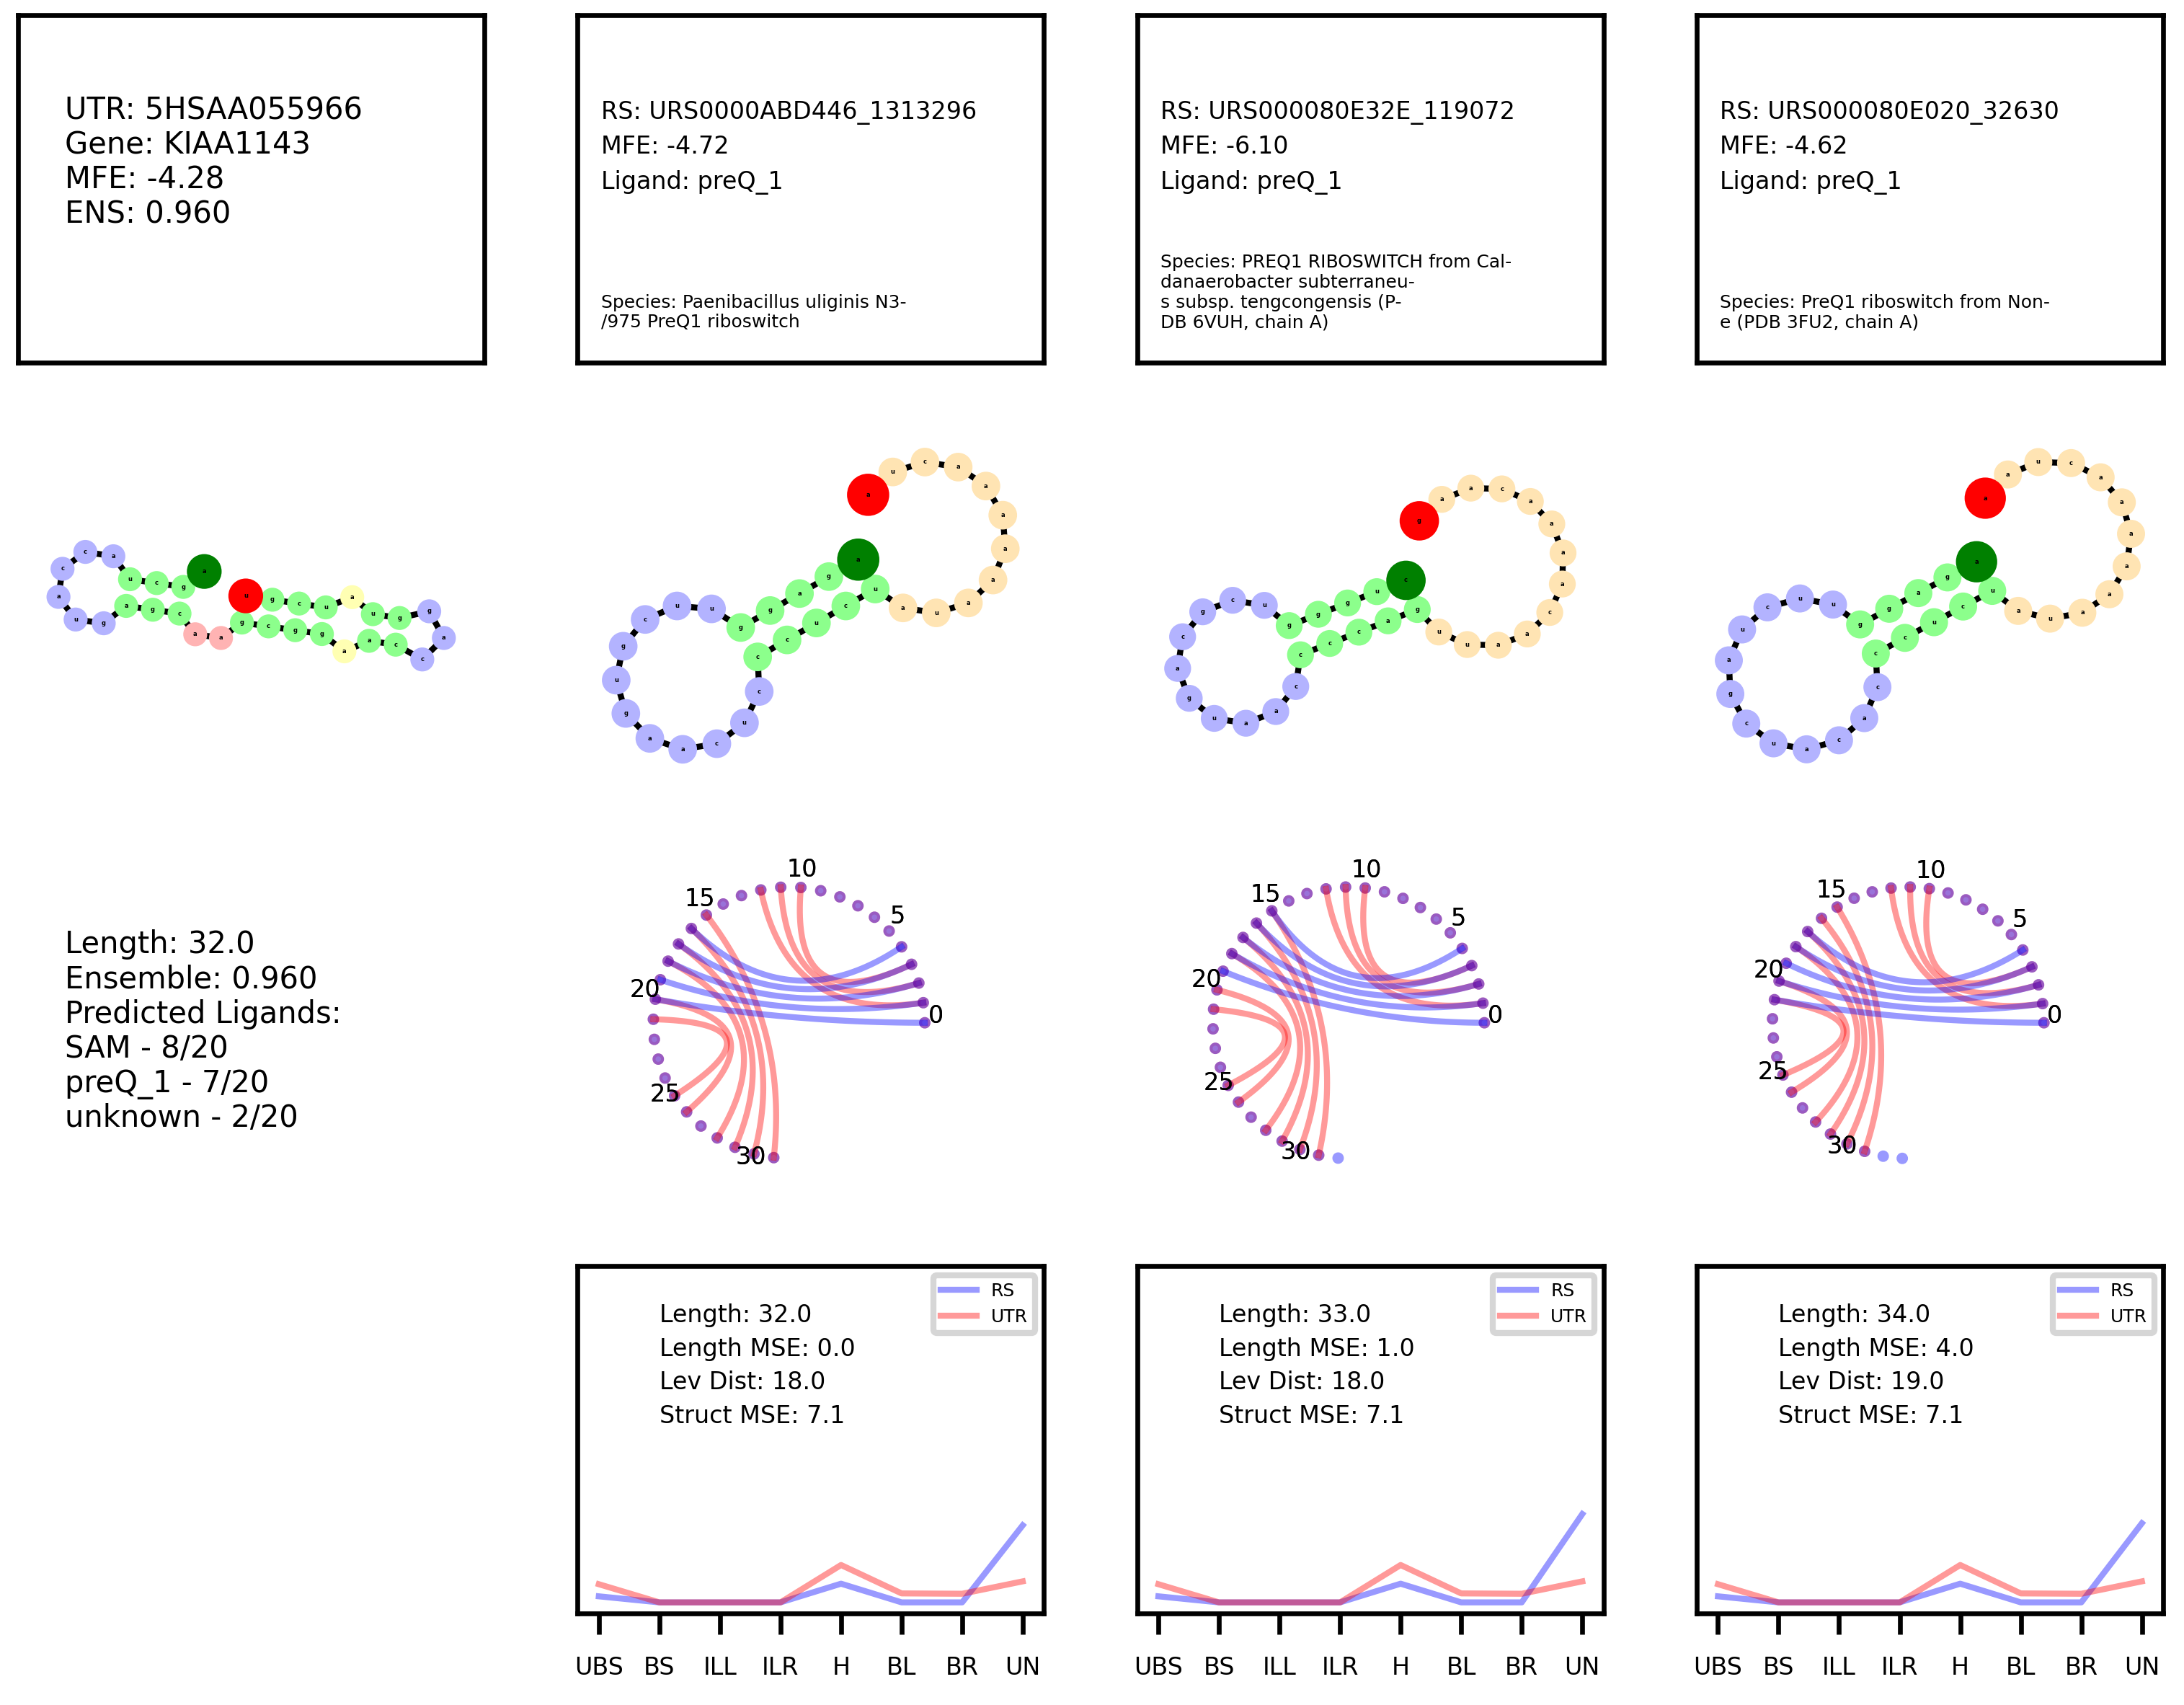 UTR: 5HSAA055966
Gene: KIAA1143
MFE: -4.28
ENS: 0.960
RS: URS0000ABD446_1313296
MFE: -4.72
Ligand: preQ_1
Species: Paenibacillus uliginis N3-
/975 PreQ1 riboswitch
RS: URS000080E32E_119072
MFE: -6.10
Ligand: preQ_1
Species: PREQ1 RIBOSWITCH from Cal-
danaerobacter subterraneu-
s subsp. tengcongensis (P-
DB 6VUH, chain A)
RS: URS000080E020_32630
MFE: -4.62
Ligand: preQ_1
Species: PreQ1 riboswitch from Non-
e (PDB 3FU2, chain A)
Length: 32.0
Ensemble: 0.960
Predicted Ligands:
SAM - 8/20
preQ_1 - 7/20
unknown - 2/20
0
5
10
15
20
25
30
0
5
10
15
20
25
30
0
5
10
15
20
25
30
RS
UTR
Length: 32.0
Length MSE: 0.0
Lev Dist: 18.0
Struct MSE: 7.1
UBS BS ILL ILR H BL BR UN
RS
UTR
Length: 33.0
Length MSE: 1.0
Lev Dist: 18.0
Struct MSE: 7.1
UBS BS ILL ILR H BL BR UN
RS
UTR
Length: 34.0
Length MSE: 4.0
Lev Dist: 19.0
Struct MSE: 7.1
UBS BS ILL ILR H BL BR UN